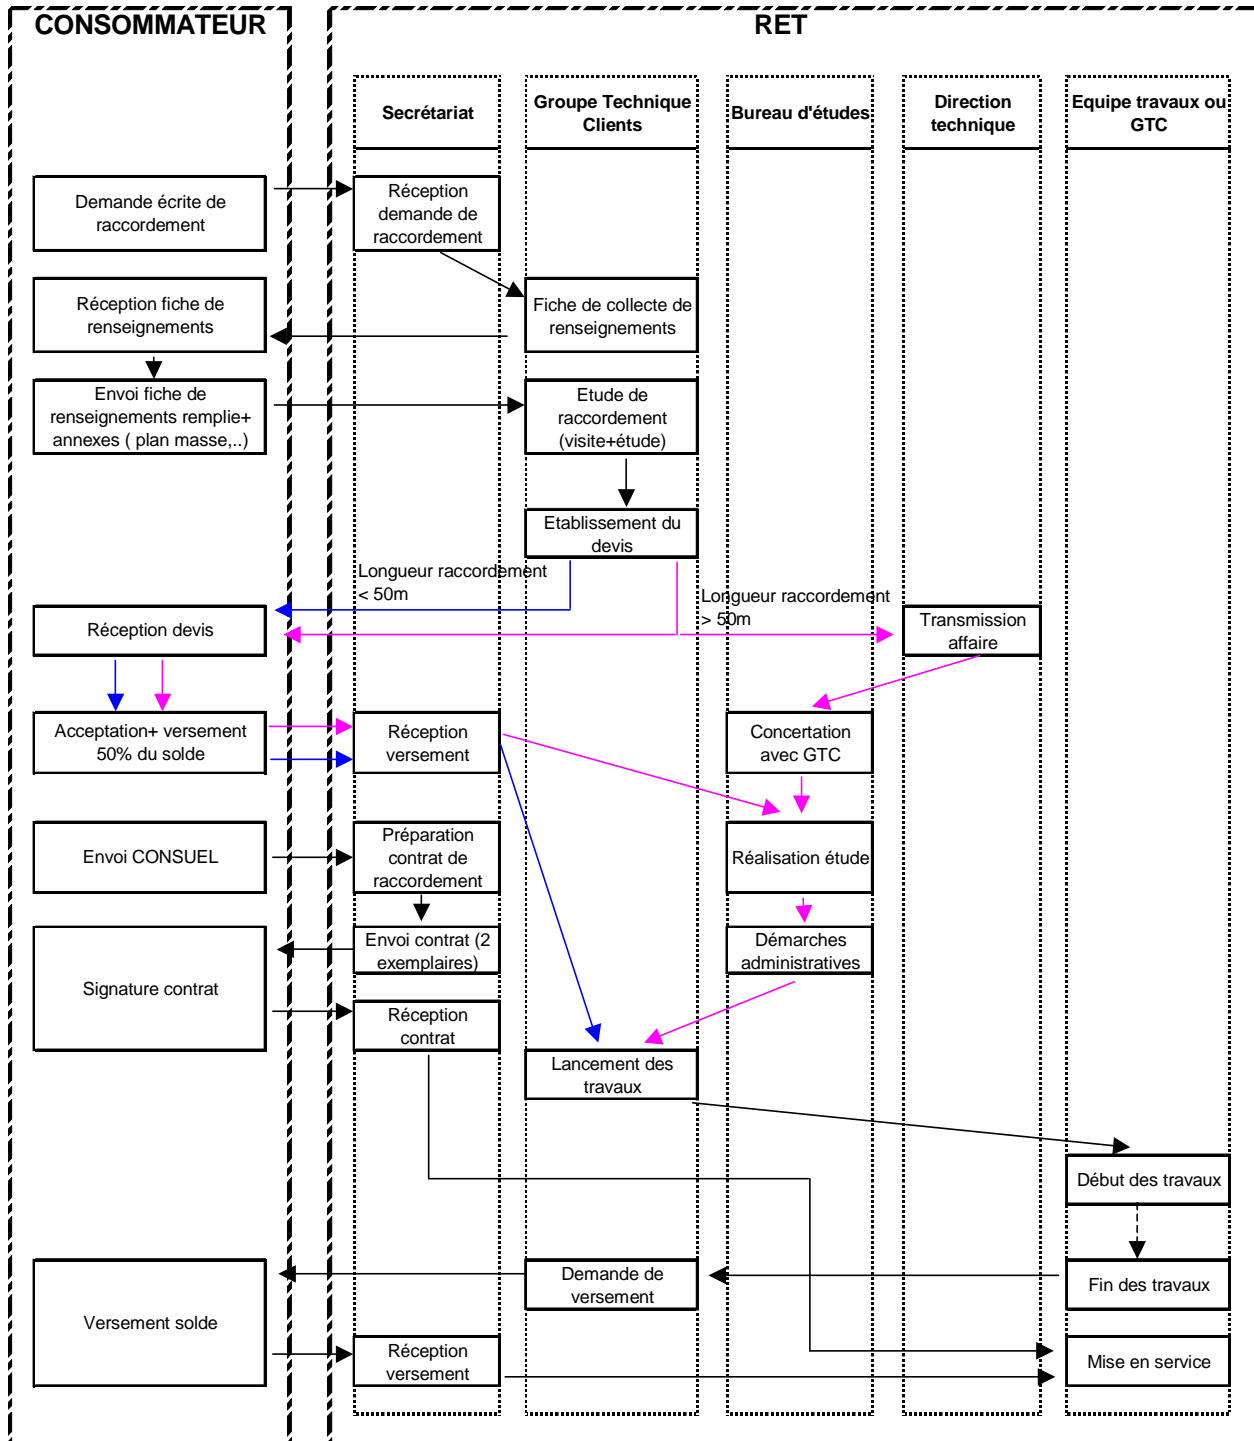 CONSOMMATEUR
RET
Secrétariat
Groupe Technique
Clients
Bureau d'études
Direction
technique
Equipe travaux ou
GTC
Demande écrite de
raccordement
Réception
demande de
raccordement
Réception fiche de
renseignements
Fiche de collecte de
renseignements
Envoi fiche de
renseignements remplie+
annexes ( plan masse,..)
Etude de
raccordement
(visite+étude)
Etablissement du
devis
Longueur raccordement
< 50m
Longueur raccordement
> 50m
Réception devis
Transmission
affaire
Acceptation+ versement
50% du solde
Réception
versement
Concertation
avec GTC
Envoi CONSUEL
Préparation
contrat de
raccordement
Réalisation étude
Envoi contrat (2
exemplaires)
Démarches
administratives
Signature contrat
Réception
contrat
Lancement des
travaux
Début des travaux
Demande de
versement
Fin des travaux
Versement solde
Réception
versement
Mise en service